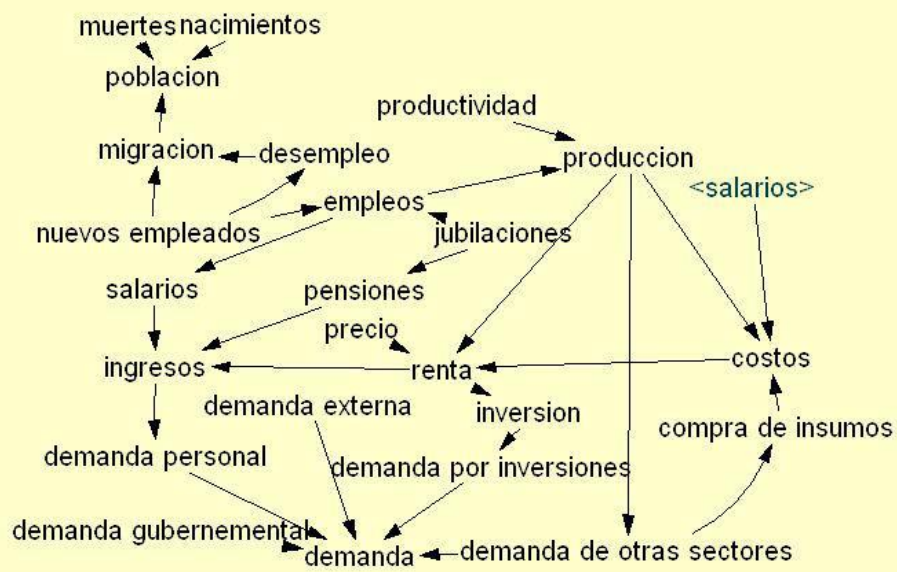 muertes nacimientos
poblacion
productividad
migracion desempleo produccion
<salarios>
empleos
nuevos empleados jubilaciones
salarios pensiones
precio
ingresos renta costos
demanda externa inversion
compra de insumos
demanda personal demanda por inversiones
demanda gubernemental
demanda demanda de otras sectores